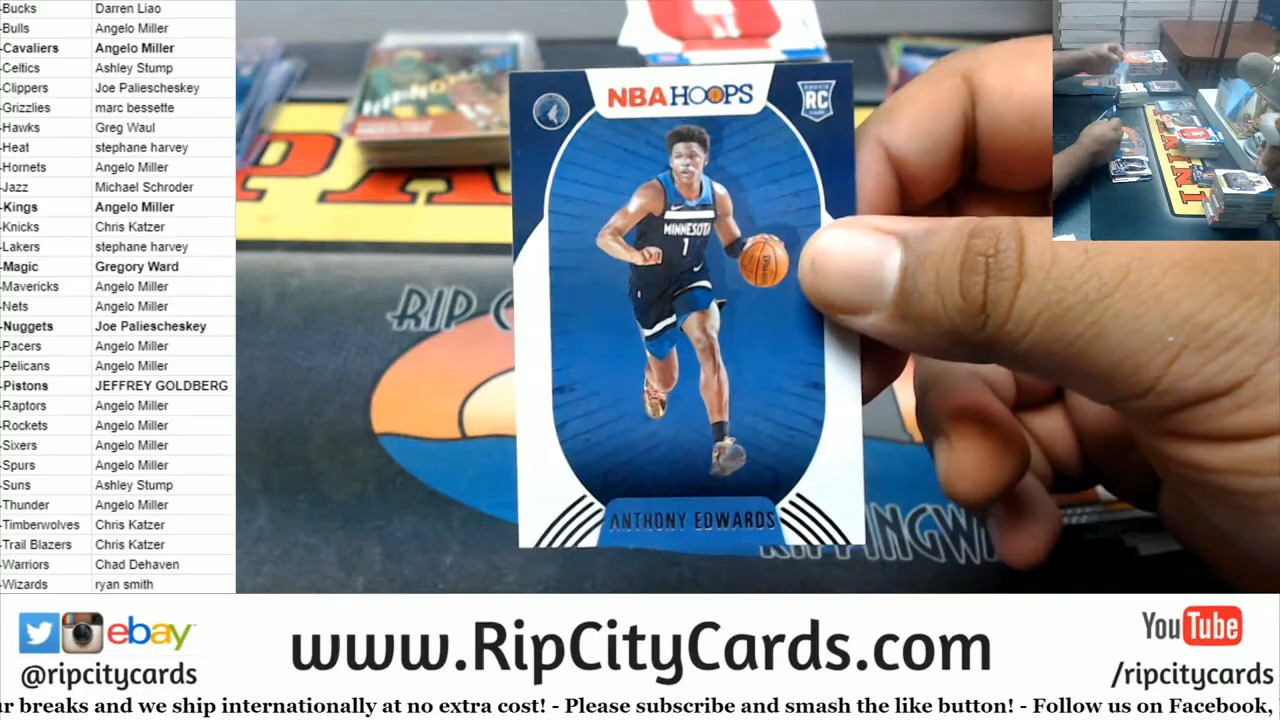 -Bucks Darren Liao
-Bulls Angelo Miller
-Cavaliers Angelo Miller
-Celtics Ashley Stump
-Clippers Joe Paliescheskey
-Grizzlies marc bessette
-Hawks Greg Waul
-Heat stephane harvey
-Hornets Angelo Miller
-Jazz Michael Schroder
-Kings Angelo Miller
-Knicks Chris Katzer
-Lakers stephane harvey
-Magic Gregory Ward
-Mavericks Angelo Miller
-Nets Angelo Miller
-Nuggets Joe Paliescheskey
-Pacers Angelo Miller
-Pelicans Angelo Miller
-Pistons JEFFREY GOLDBERG
-Raptors Angelo Miller
-Rockets Angelo Miller
-Sixers Angelo Miller
-Spurs Angelo Miller
-Suns Ashley Stump
-Thunder Angelo Miller
-Timberwolves Chris Katzer
-Trail Blazers Chris Katzer
-Warriors Chad Dehaven
-Wizards ryan smith
NBA HOOPS
RC
MINNESOTA
1
ANTHONY EDWARDS
RIP C
RIPPINGW
ebay
@ripcitycards
www.RipCityCards.com
YouTube
/ripcitycards
ur breaks and we ship internationally at no extra cost! - Please subscribe and smash the like button! - Follow us on Facebook,